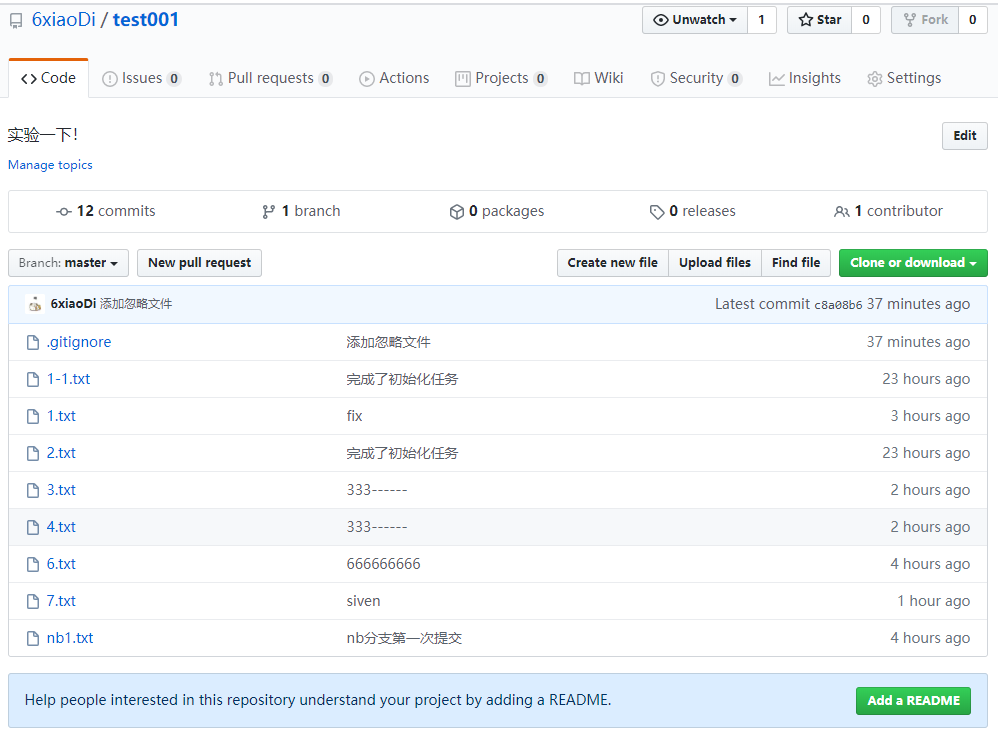 6xiaoDi / test001 Unwatch 1 Star 0 Fork 0
Code Issues 0 Pull requests 0 Actions Projects 0 Wiki Security 0 Insights Settings
实验一下！ Edit
Manage topics
12 commits 1 branch 0 packages 0 releases 1 contributor
Branch: master New pull request Create new file Upload files Find file Clone or download
6xiaoDi 添加忽略文件 Latest commit c8a08b6 37 minutes ago
.gitignore 添加忽略文件 37 minutes ago
1-1.txt 完成了初始化任务 23 hours ago
1.txt fix 3 hours ago
2.txt 完成了初始化任务 23 hours ago
3.txt 333------ 2 hours ago
4.txt 333------ 2 hours ago
6.txt 666666666 4 hours ago
7.txt siven 1 hour ago
nb1.txt nb分支第一次提交 4 hours ago
Help people interested in this repository understand your project by adding a README. Add a README